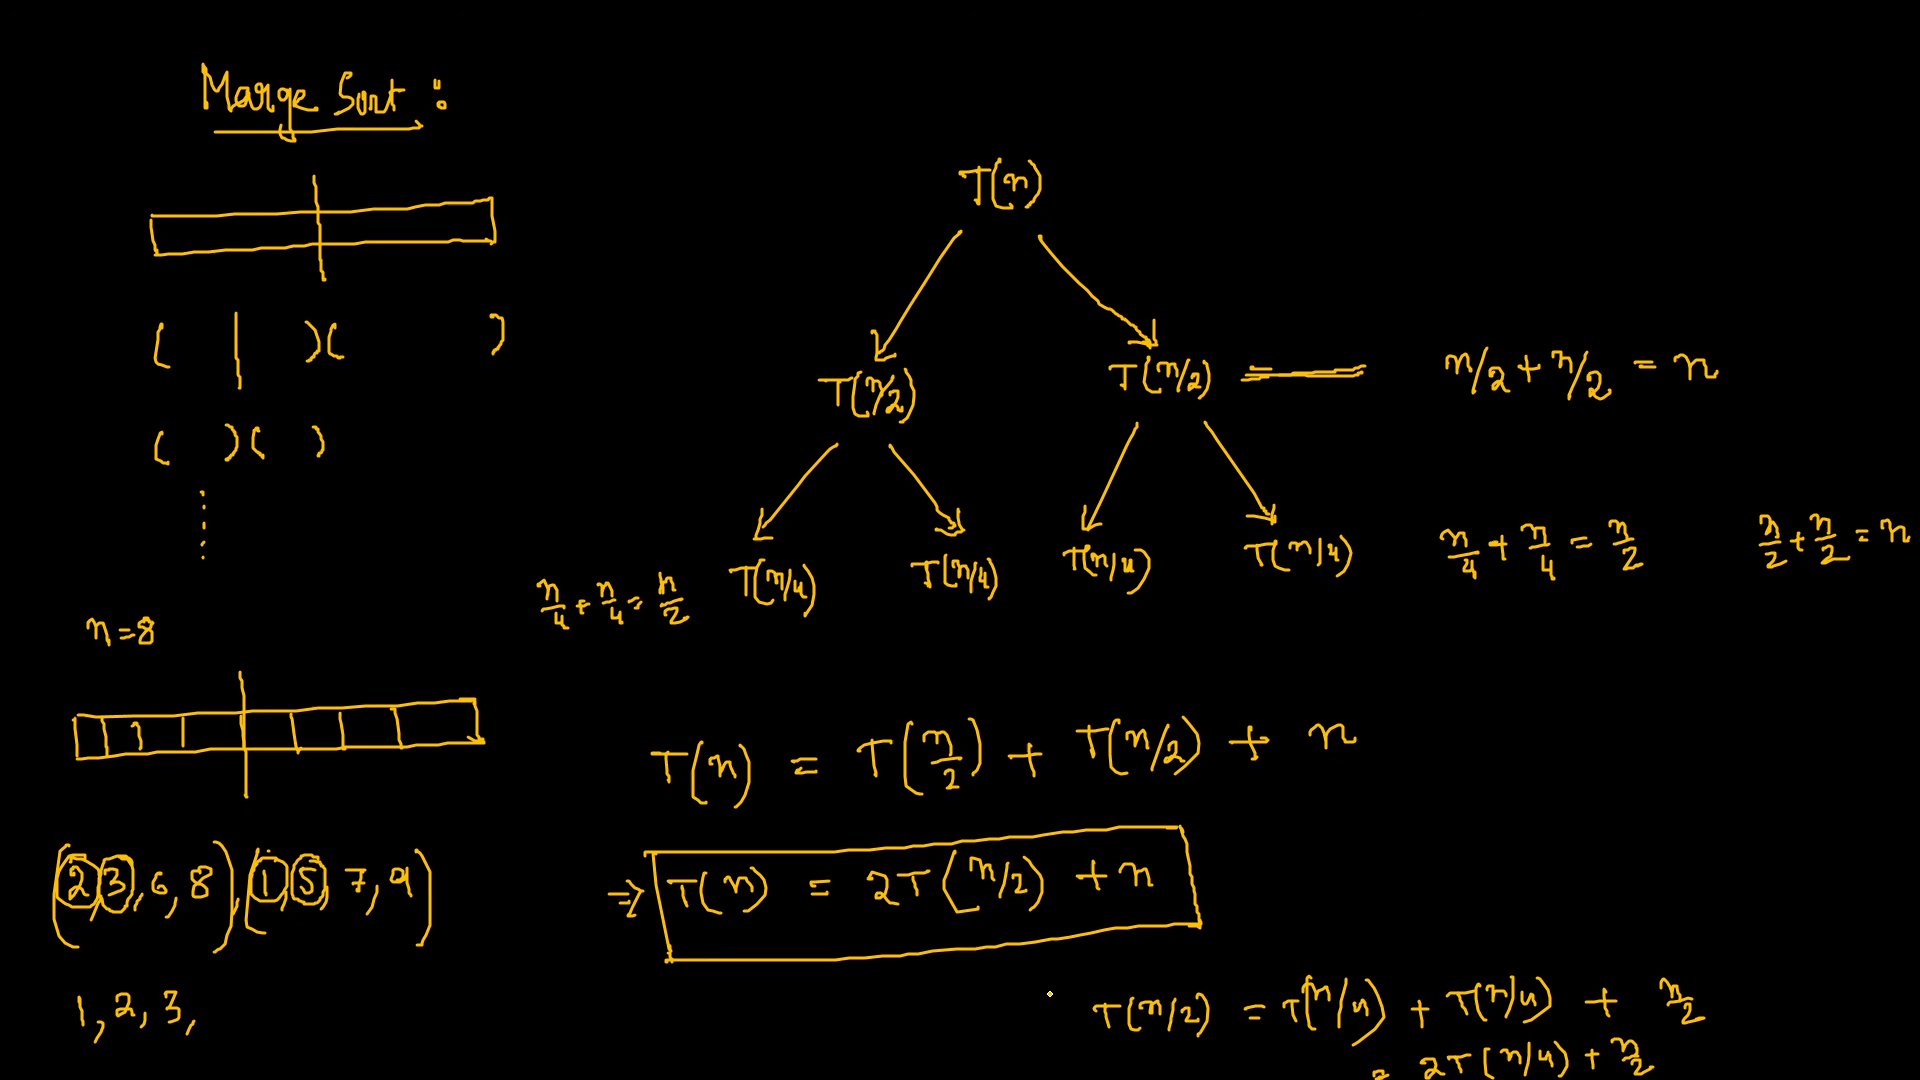 Marge Sort :
T(n)
( | )( )
T(n/2) T(n/2) n/2 + n/2 = n
( )( )
T(n/4) T(n/4) T(n/4) T(n/4) n/4 + n/4 = n/2 n/2 + n/2 = n
n/4 + n/4 = n/2
n = 8
T(n) = T(n/2) + T(n/2) + n
(2, 3, 6, 8), (1, 5, 7, 9)
⇒ T(n) = 2T(n/2) + n
1, 2, 3,
T(n/2) = T(n/4) + T(n/4) + n/2
= 2T(n/4) + n/2